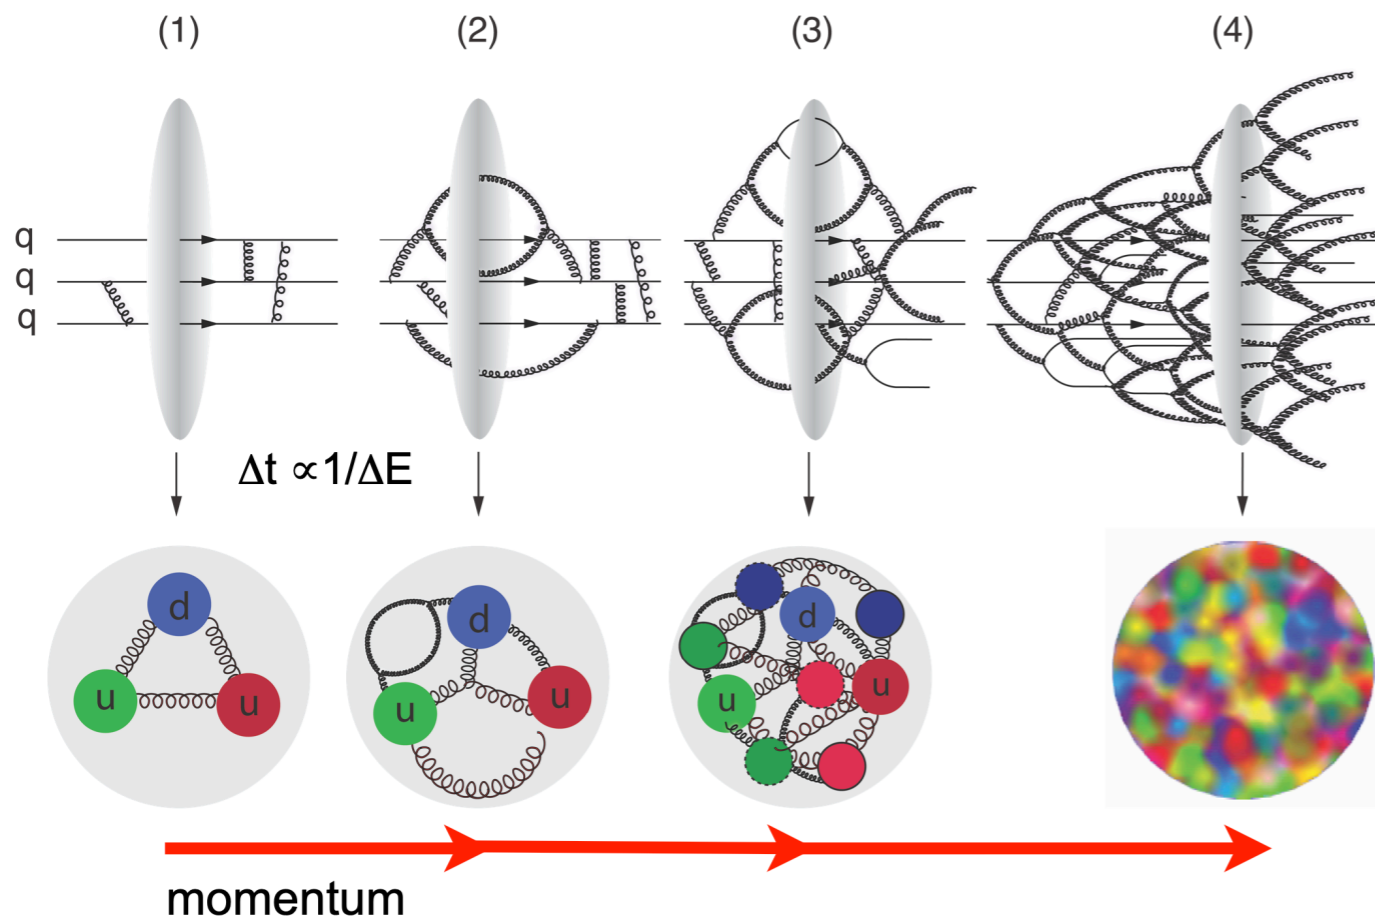 (1) (2) (3) (4)
q
q
q
Δt ∝1/ΔE
d
u u
d
u u
d
u u
momentum